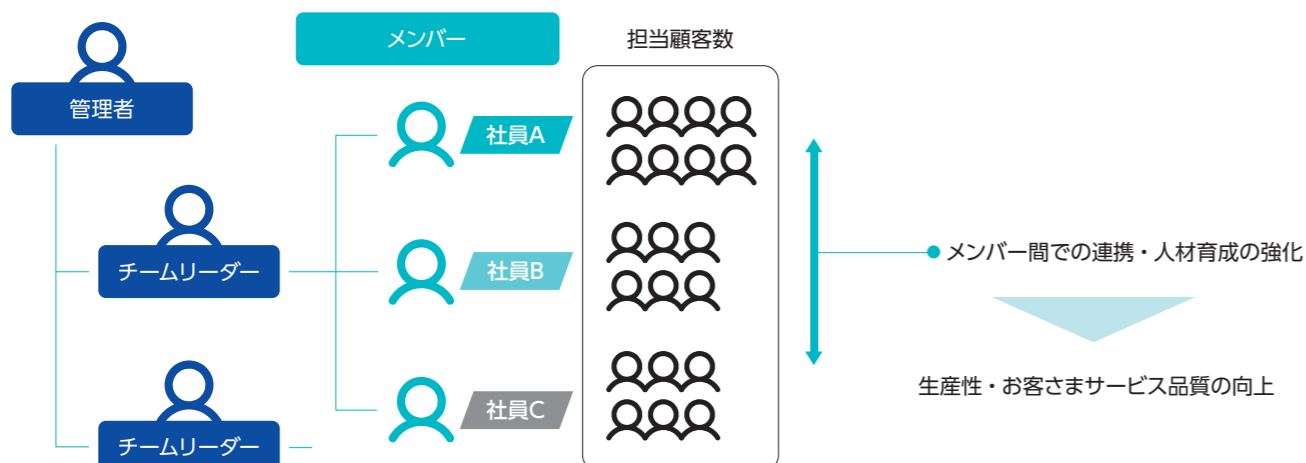 メンバー
担当顧客数
管理者
社員A
チームリーダー
社員B
メンバー間での連携・人材育成の強化
生産性・お客さまサービス品質の向上
社員C
チームリーダー